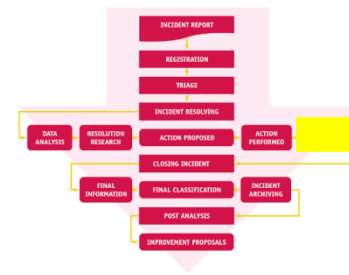 INCIDENT REPORT
REGISTRATION
TRIAGE
INCIDENT RESOLVING
DATA
ANALYSIS
RESOLUTION
RESEARCH
ACTION PROPOSED
ACTION
PERFORMED
CLOSING INCIDENT
FINAL
INFORMATION
FINAL CLASSIFICATION
INCIDENT
ARCHIVING
POST ANALYSIS
IMPROVEMENT PROPOSALS